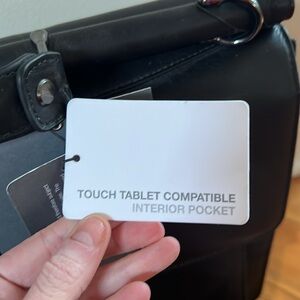 TOUCH TABLET COMPATIBLE
INTERIOR POCKET